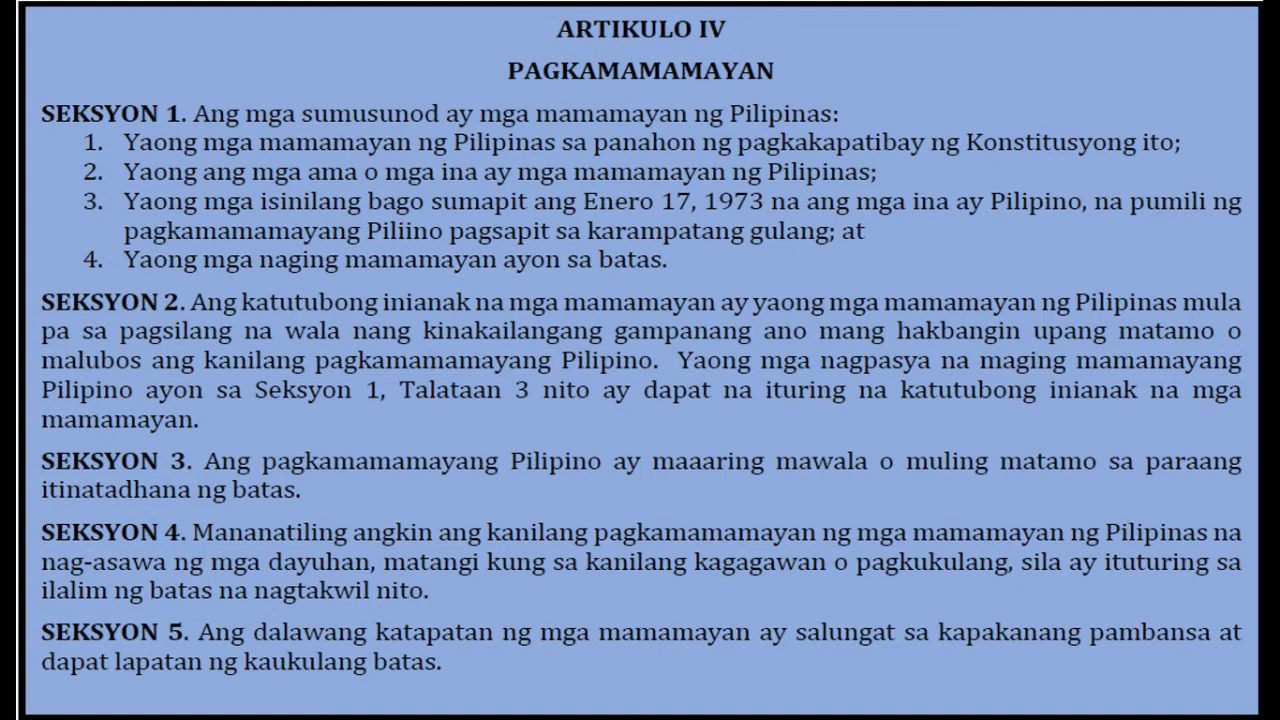 ARTIKULO IV
PAGKAMAMAMAYAN
SEKSYON 1. Ang mga sumusunod ay mga mamamayan ng Pilipinas:
1. Yaong mga mamamayan ng Pilipinas sa panahon ng pagkakapatibay ng Konstitusyong ito;
2. Yaong ang mga ama o mga ina ay mga mamamayan ng Pilipinas;
3. Yaong mga isinilang bago sumapit ang Enero 17, 1973 na ang mga ina ay Pilipino, na pumili ng
pagkamamamayang Piliino pagsapit sa karampatang gulang; at
4. Yaong mga naging mamamayan ayon sa batas.
SEKSYON 2. Ang katutubong inianak na mga mamamayan ay yaong mga mamamayan ng Pilipinas mula
pa sa pagsilang na wala nang kinakailangang gampanang ano mang hakbangin upang matamo o
malubos ang kanilang pagkamamamayang Pilipino. Yaong mga nagpasya na maging mamamayang
Pilipino ayon sa Seksyon 1, Talataan 3 nito ay dapat na ituring na katutubong inianak na mga
mamamayan.
SEKSYON 3. Ang pagkamamamayang Pilipino ay maaaring mawala o muling matamo sa paraang
itinatadhana ng batas.
SEKSYON 4. Mananatiling angkin ang kanilang pagkamamamayan ng mga mamamayan ng Pilipinas na
nag-asawa ng mga dayuhan, matangi kung sa kanilang kagagawan o pagkukulang, sila ay ituturing sa
ilalim ng batas na nagtakwil nito.
SEKSYON 5. Ang dalawang katapatan ng mga mamamayan ay salungat sa kapakanang pambansa at
dapat lapatan ng kaukulang batas.